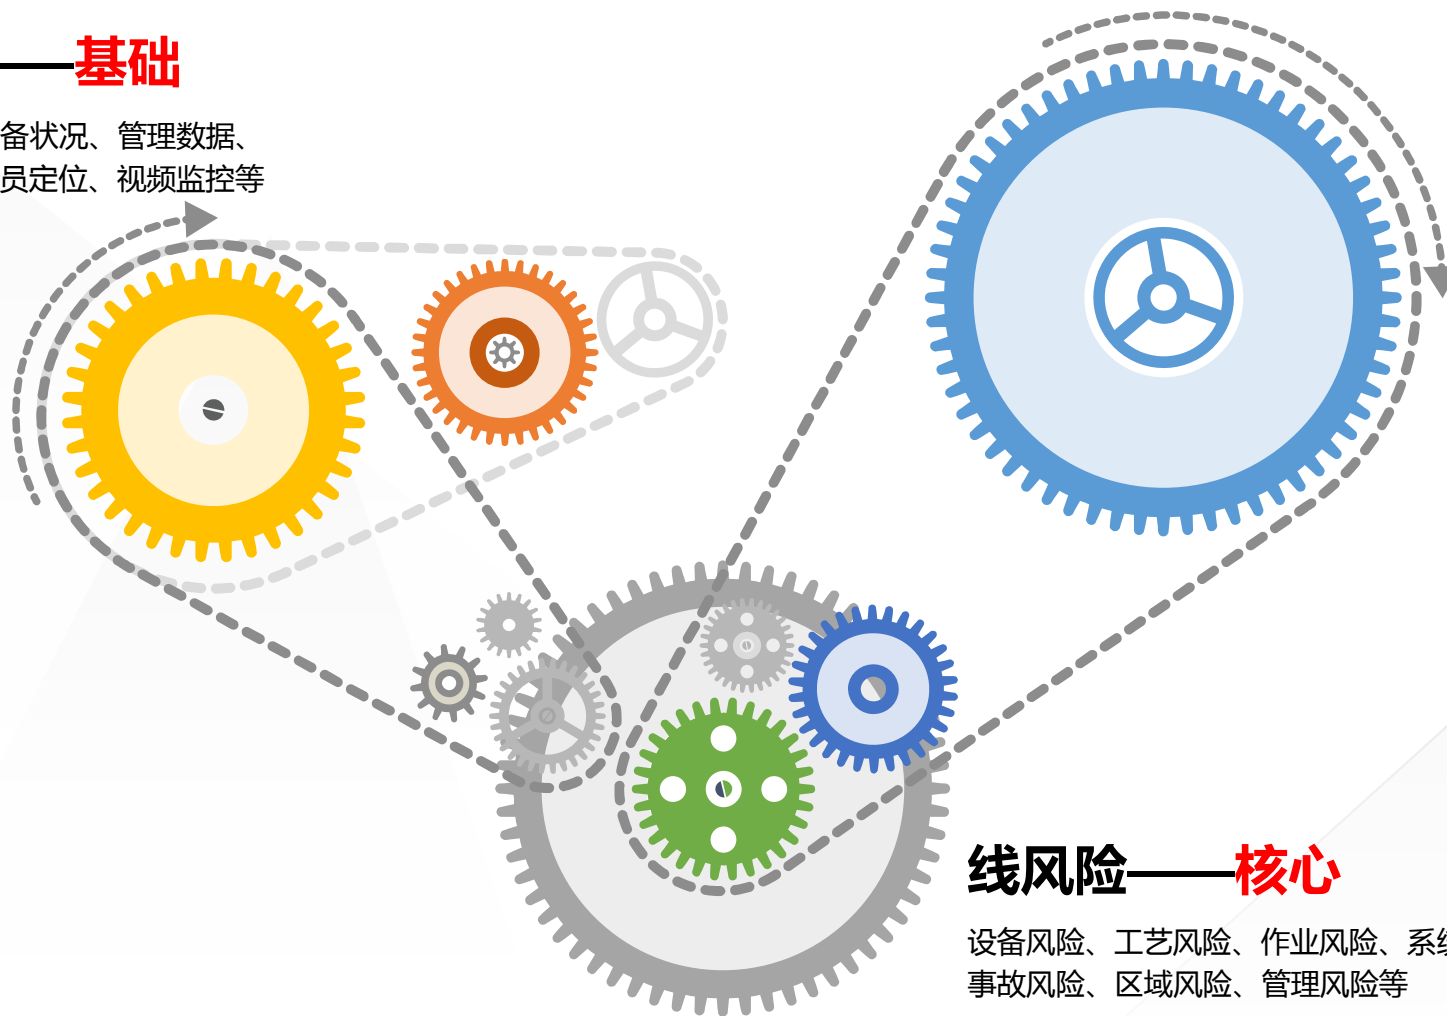 ——基础
备状况、管理数据、
员定位、视频监控等
线风险——核心
设备风险、工艺风险、作业风险、系
事故风险、区域风险、管理风险等